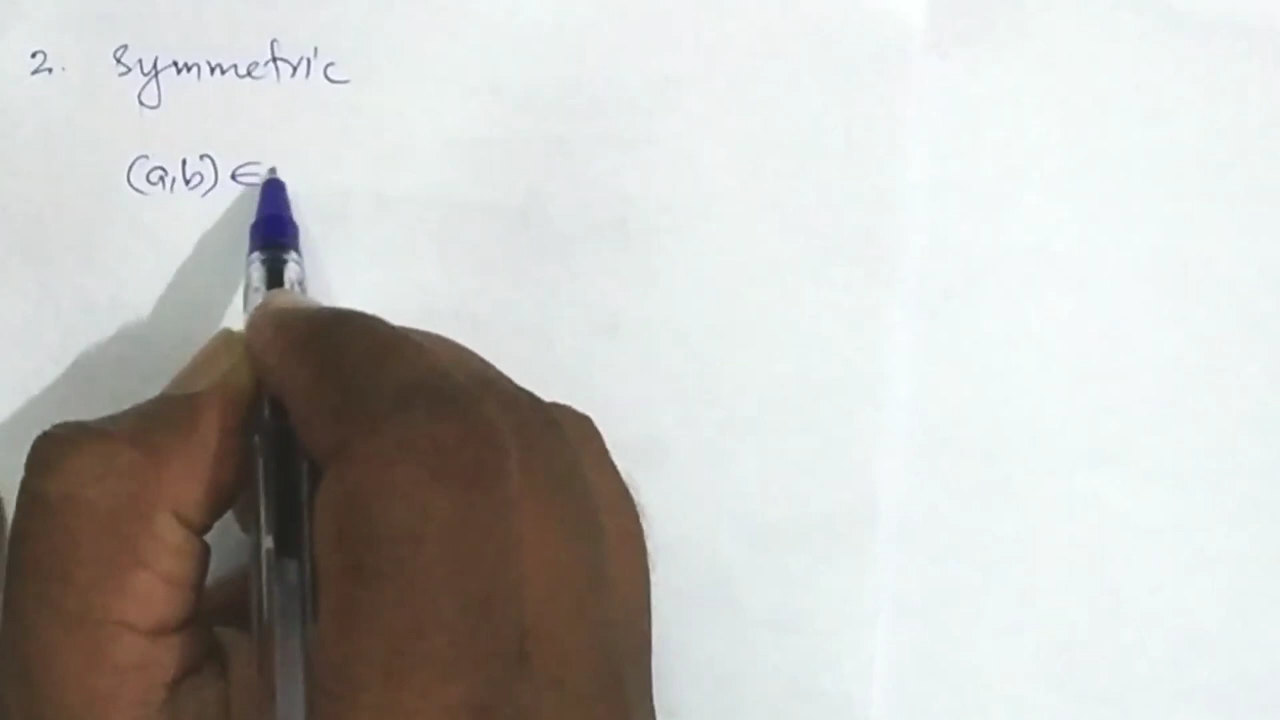 2. Symmetric
(a,b) ∈